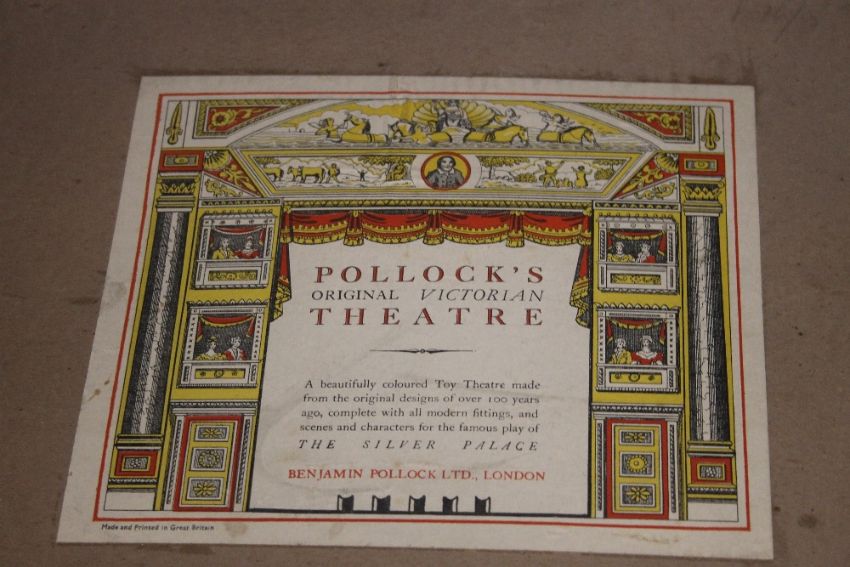 POLLOCK'S
ORIGINAL VICTORIAN
THEATRE
A beautifully coloured Toy Theatre made
from the original designs of over 100 years
ago, complete with all modern fittings, and
scenes and characters for the famous play of
THE SILVER PALACE
BENJAMIN POLLOCK LTD., LONDON
Made and Printed in Great Britain